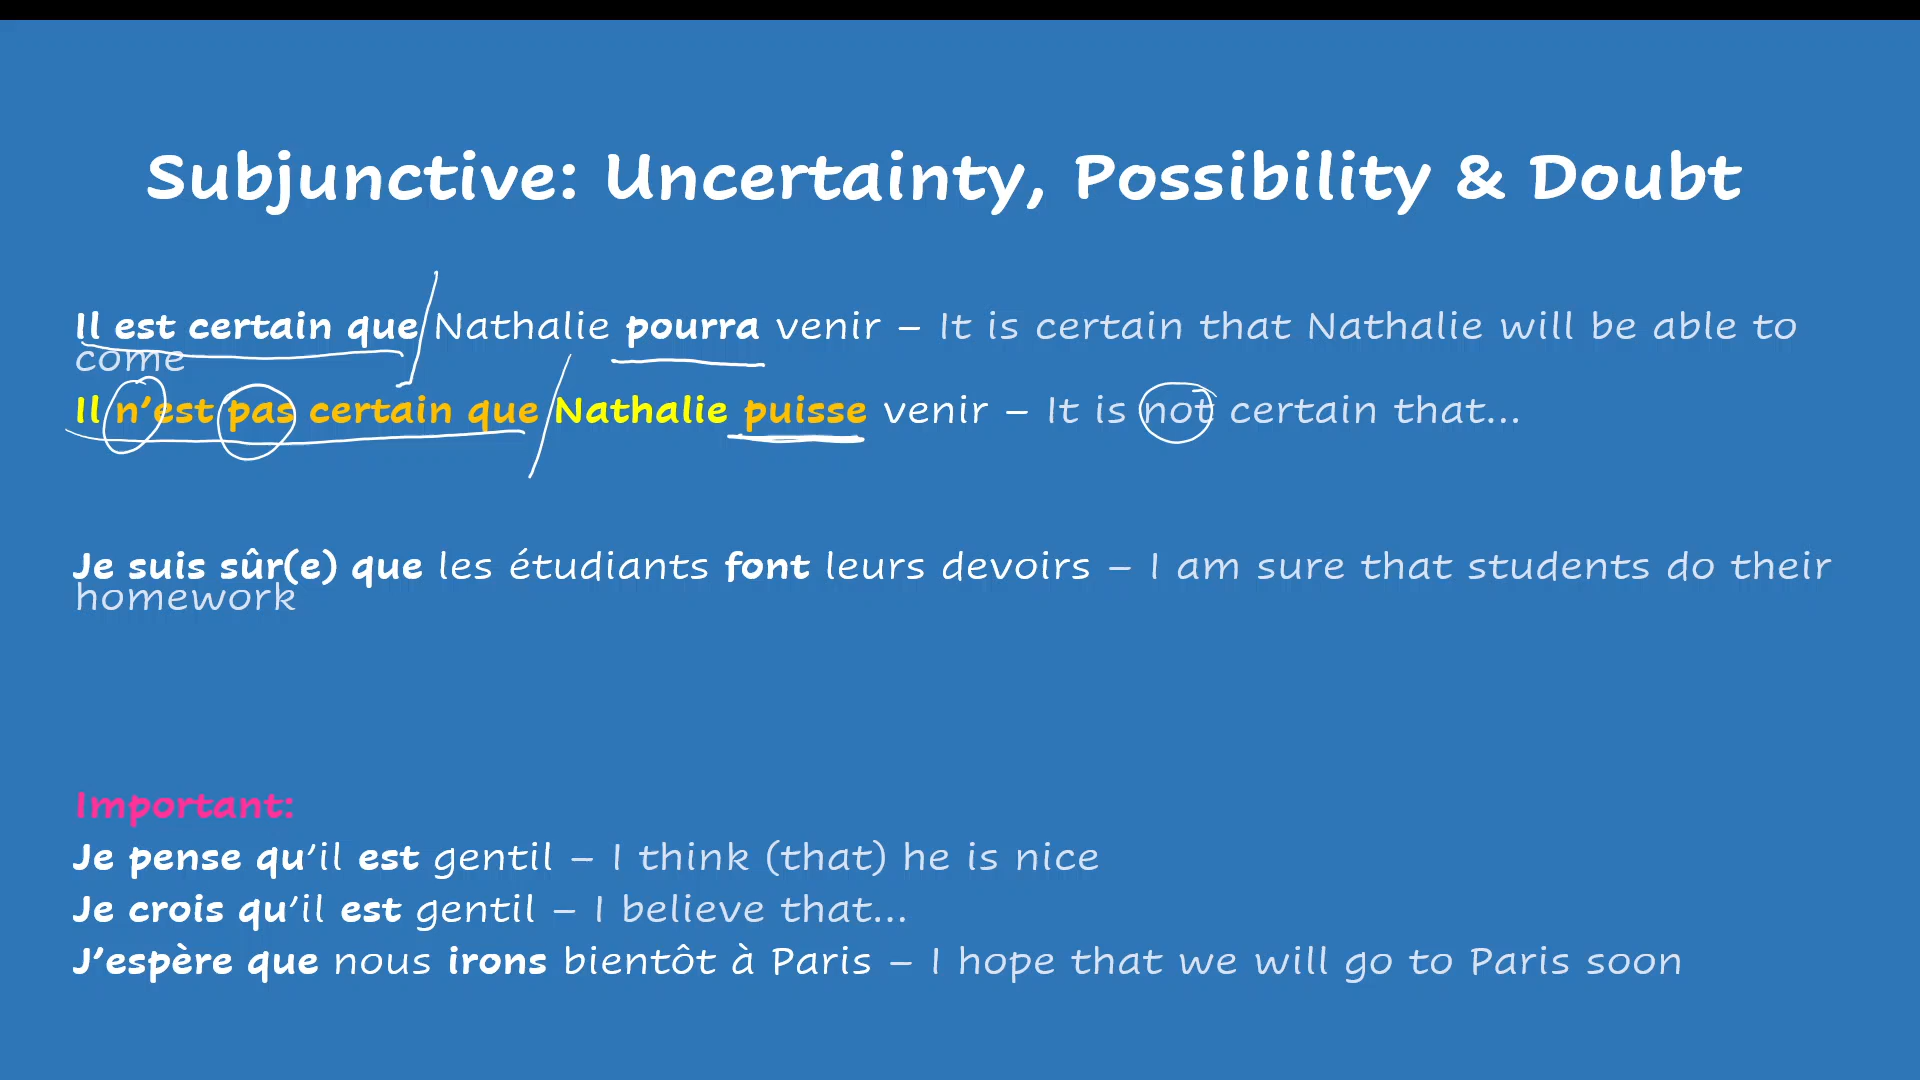 Subjunctive: Uncertainty, Possibility & Doubt
Il est certain que Nathalie pourra venir – It is certain that Nathalie will be able to
come
Il n’est pas certain que Nathalie puisse venir – It is not certain that...
Je suis sûr(e) que les étudiants font leurs devoirs – I am sure that students do their
homework
Important:
Je pense qu’il est gentil – I think (that) he is nice
Je crois qu’il est gentil – I believe that...
J’espère que nous irons bientôt à Paris – I hope that we will go to Paris soon